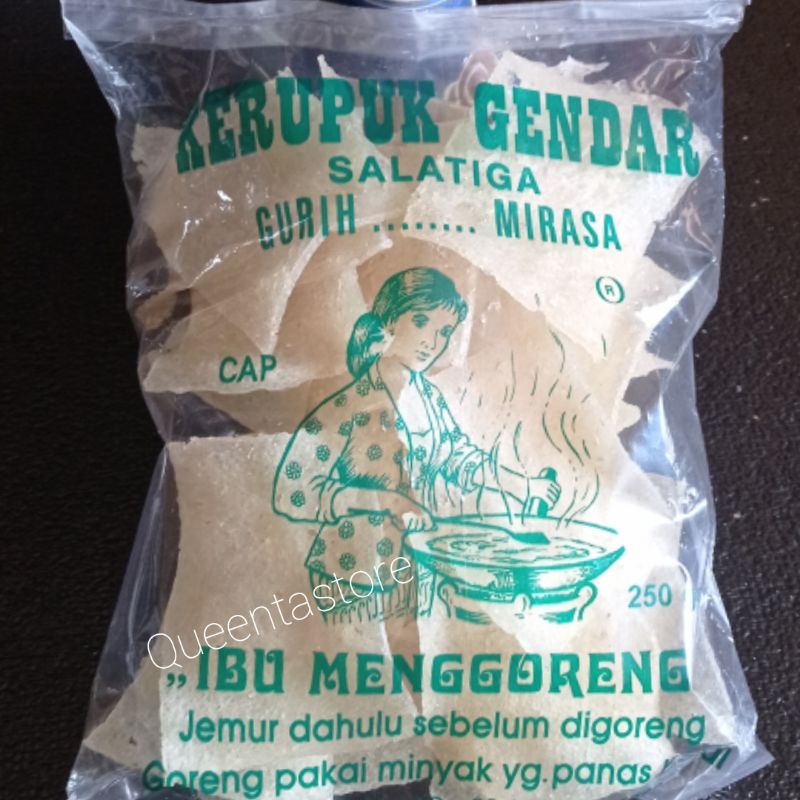 KERUPUK GENDAR
SALATIGA
GURIH ........ MIRASA
®
CAP
250
Queentastore
„IBU MENGGORENG
Jemur dahulu sebelum digoreng
Goreng pakai minyak yg.panas